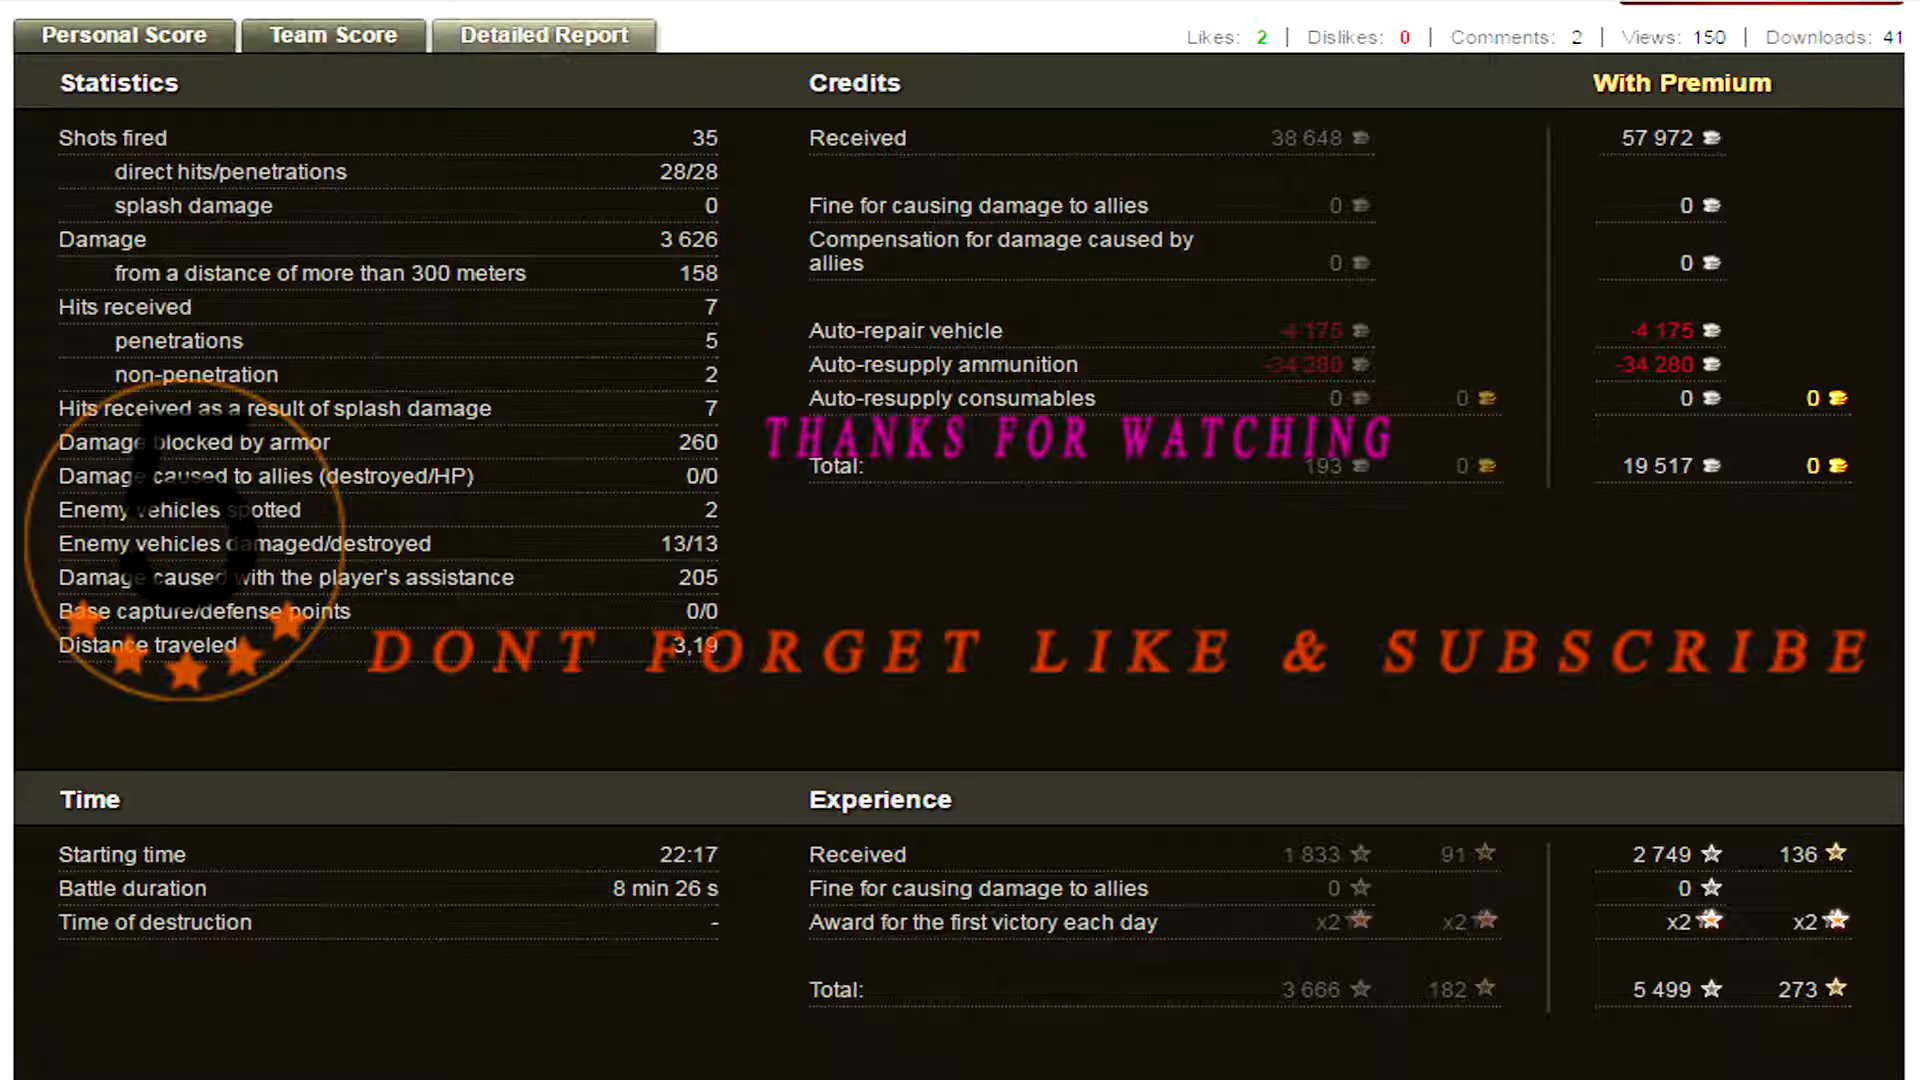 Personal Score Team Score Detailed Report Likes: 2 | Dislikes: 0 | Comments: 2 | Views: 150 | Downloads: 41
Statistics Credits With Premium
Shots fired 35 Received 38 648 57 972
direct hits/penetrations 28/28
splash damage 0 Fine for causing damage to allies 0 0
Damage 3 626 Compensation for damage caused by
allies 0 0
from a distance of more than 300 meters 158
Hits received 7
penetrations 5 Auto-repair vehicle -4 175 -4 175
non-penetration 2 Auto-resupply ammunition -34 280 -34 280
Hits received as a result of splash damage 7 Auto-resupply consumables 0 0 0 0
THANKS FOR WATCHING
Damage blocked by armor 260
Damage caused to allies (destroyed/HP) 0/0 Total: 193 0 19 517 0
Enemy vehicles spotted 2
Enemy vehicles damaged/destroyed 13/13
Damage caused with the player's assistance 205
Base capture/defense points 0/0
Distance traveled 3,19
5
DONT FORGET LIKE & SUBSCRIBE
Time Experience
Starting time 22:17 Received 1 833 91 2 749 136
Battle duration 8 min 26 s Fine for causing damage to allies 0 0
Time of destruction - Award for the first victory each day x2 x2 x2 x2
Total: 3 666 182 5 499 273